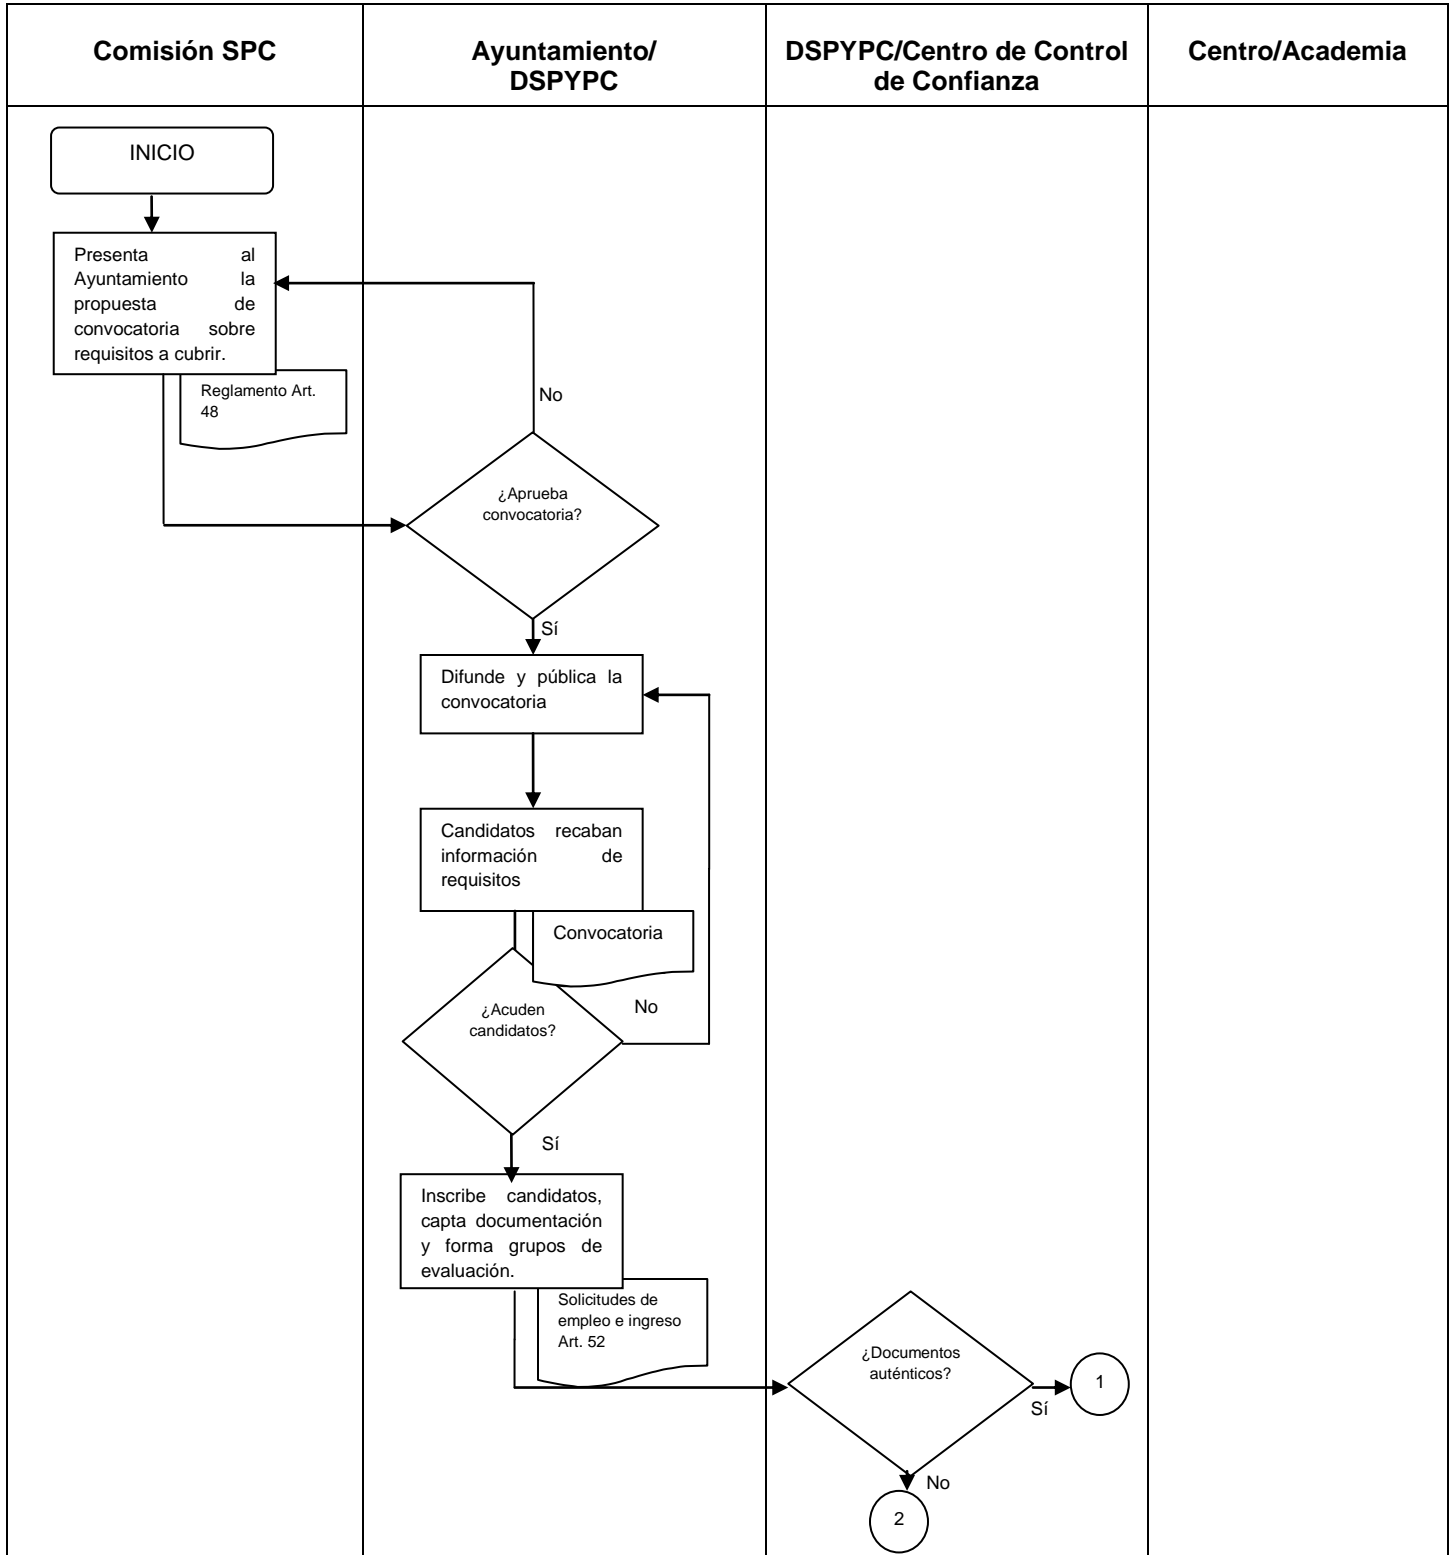 Comisión SPC
Ayuntamiento/
DSPYPC
DSPYPC/Centro de Control
de Confianza
Centro/Academia
INICIO
Presenta al
Ayuntamiento la
propuesta de
convocatoria sobre
requisitos a cubrir.
Reglamento Art.
48
No
¿Aprueba
convocatoria?
Sí
Difunde y pública la
convocatoria
Candidatos recaban
información de
requisitos
Convocatoria
¿Acuden
candidatos?
No
Sí
Inscribe candidatos,
capta documentación
y forma grupos de
evaluación.
Solicitudes de
empleo e ingreso
Art. 52
¿Documentos
auténticos?
Sí
1
No
2